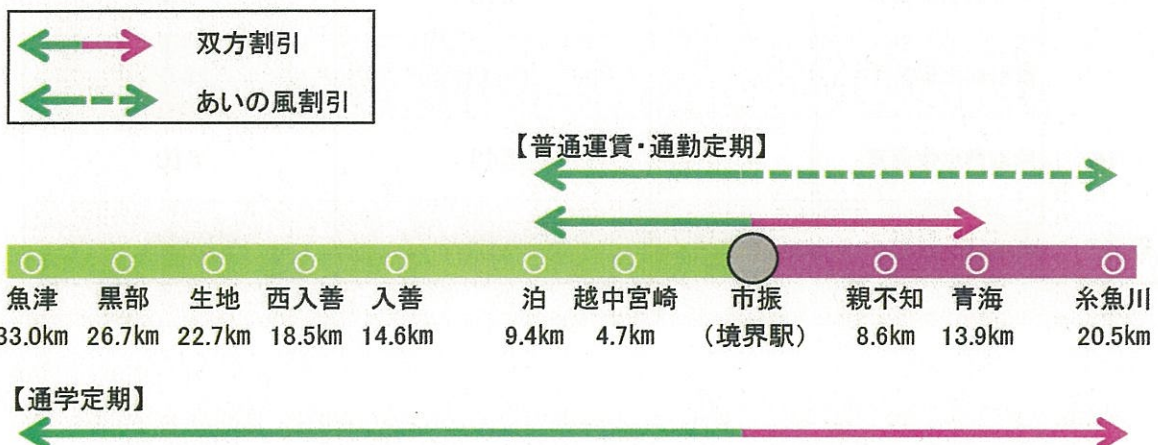 双方割引
あいの風割引
【普通運賃・通勤定期】
魚津 黒部 生地 西入善 入善 泊 越中宮崎 市振 親不知 青海 糸魚川
33.0km 26.7km 22.7km 18.5km 14.6km 9.4km 4.7km (境界駅) 8.6km 13.9km 20.5km
【通学定期】